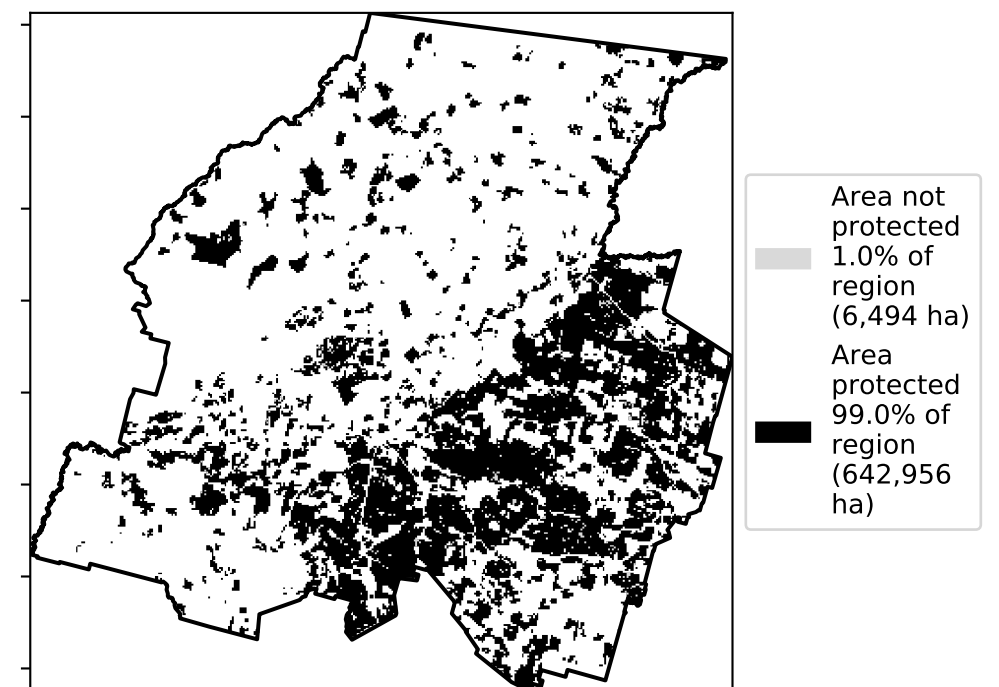 Area not
protected
1.0% of
region
(6,494 ha)
Area
protected
99.0% of
region
(642,956
ha)